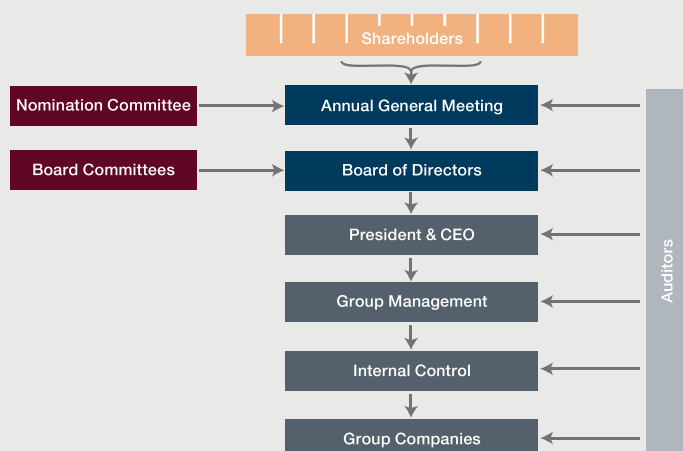 Shareholders
Nomination Committee
Annual General Meeting
Board Committees
Board of Directors
President & CEO
Group Management
Internal Control
Group Companies
Auditors